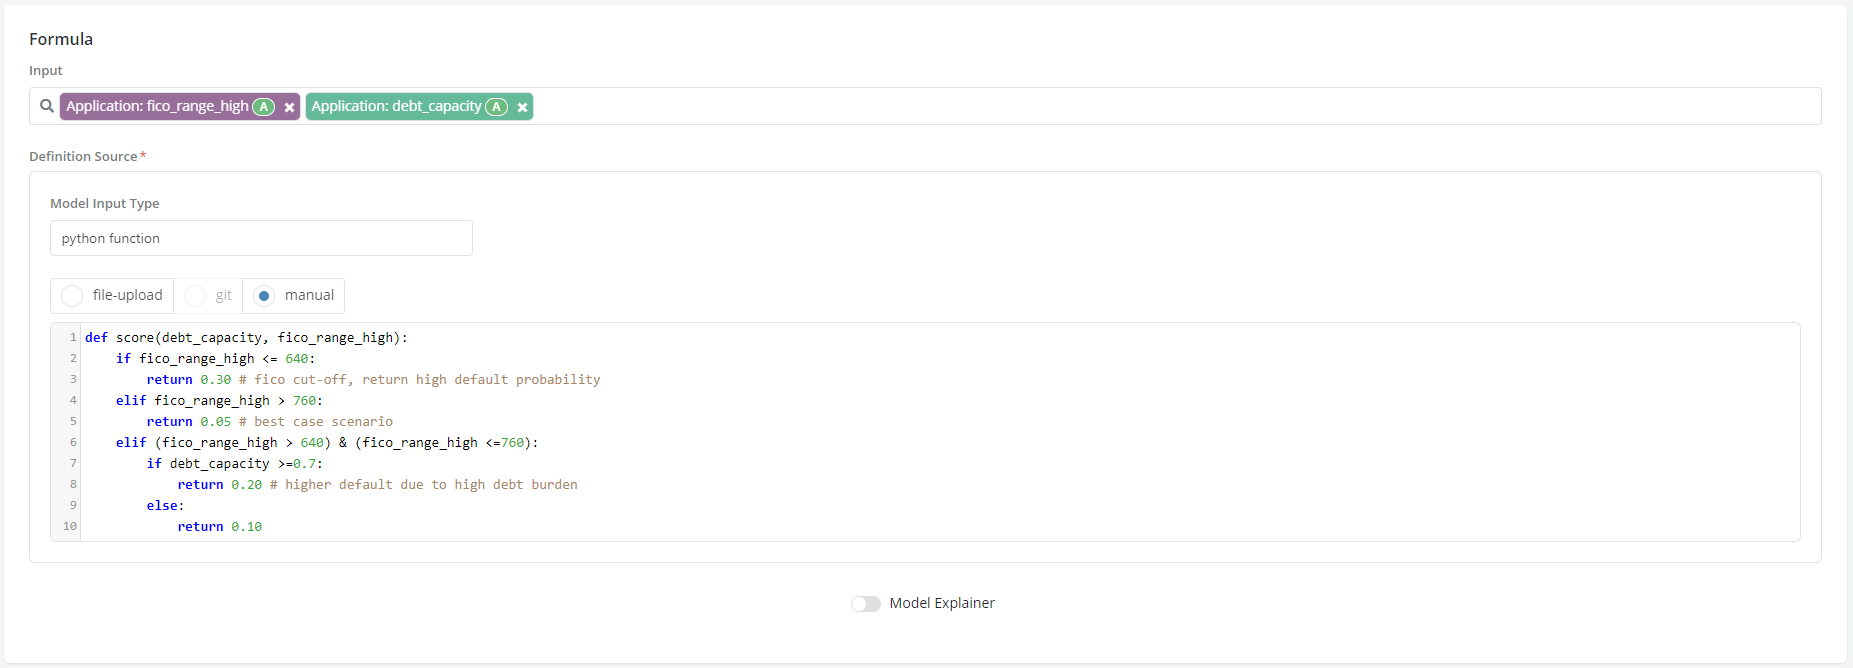 Formula
Input
Application: fico_range_high A × Application: debt_capacity A ×
Definition Source*
Model Input Type
python function
file-upload git manual
1 def score(debt_capacity, fico_range_high):
2     if fico_range_high <= 640:
3         return 0.30 # fico cut-off, return high default probability
4     elif fico_range_high > 760:
5         return 0.05 # best case scenario
6     elif (fico_range_high > 640) & (fico_range_high <=760):
7         if debt_capacity >=0.7:
8             return 0.20 # higher default due to high debt burden
9         else:
10             return 0.10
Model Explainer